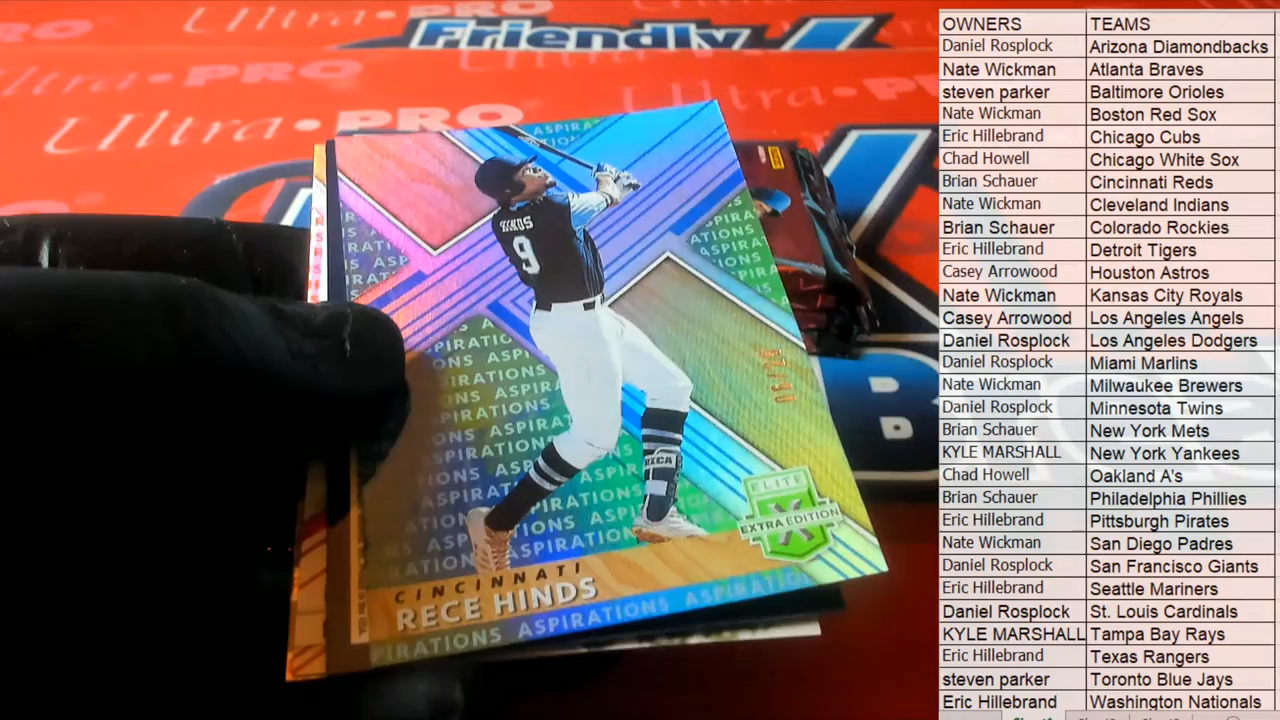 Ultra PRO
Friendly
Ultra PRO
ASPIRATIONS
HINDS
9
ELITE
EXTRA EDITION
CINCINNATI
RECE HINDS
ASPIRATIONS ASPIRATIONS
OWNERS TEAMS
Daniel Rosplock Arizona Diamondbacks
Nate Wickman Atlanta Braves
steven parker Baltimore Orioles
Nate Wickman Boston Red Sox
Eric Hillebrand Chicago Cubs
Chad Howell Chicago White Sox
Brian Schauer Cincinnati Reds
Nate Wickman Cleveland Indians
Brian Schauer Colorado Rockies
Eric Hillebrand Detroit Tigers
Casey Arrowood Houston Astros
Nate Wickman Kansas City Royals
Casey Arrowood Los Angeles Angels
Daniel Rosplock Los Angeles Dodgers
Daniel Rosplock Miami Marlins
Nate Wickman Milwaukee Brewers
Daniel Rosplock Minnesota Twins
Brian Schauer New York Mets
KYLE MARSHALL New York Yankees
Chad Howell Oakland A's
Brian Schauer Philadelphia Phillies
Eric Hillebrand Pittsburgh Pirates
Nate Wickman San Diego Padres
Daniel Rosplock San Francisco Giants
Eric Hillebrand Seattle Mariners
Daniel Rosplock St. Louis Cardinals
KYLE MARSHALL Tampa Bay Rays
Eric Hillebrand Texas Rangers
steven parker Toronto Blue Jays
Eric Hillebrand Washington Nationals